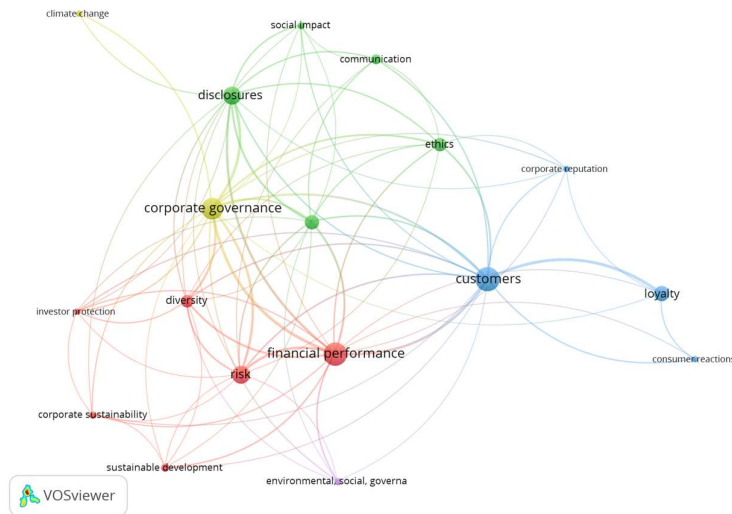 climate change
social impact
communication
disclosures
ethics
corporate reputation
corporate governance
customers
loyalty
diversity
investor protection
financial performance
consumer reactions
risk
corporate sustainability
sustainable development
environmental, social, governa
VOSviewer